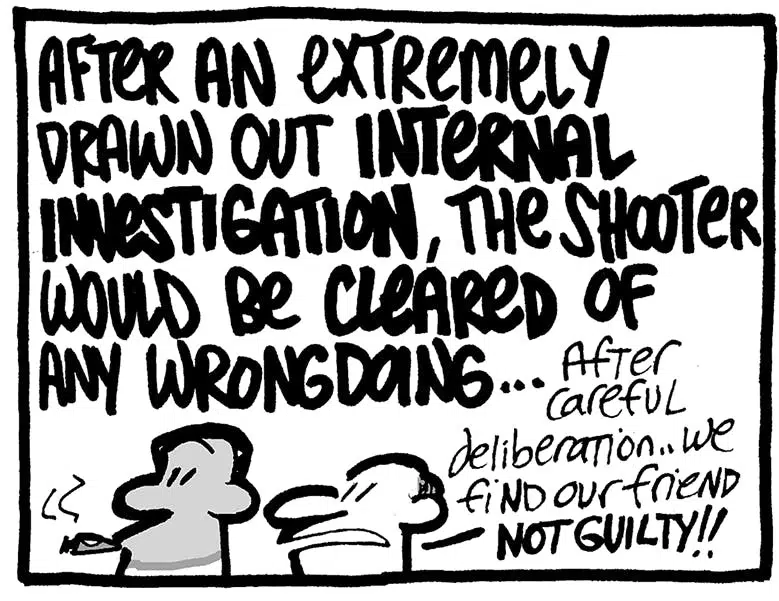 AFTER AN EXTREMELY
DRAWN OUT INTERNAL
INVESTIGATION, THE SHOOTER
WOULD BE CLEARED OF
ANY WRONGDOING...
AFTER
CAREFUL
deliberation.. we
find our friend
NOT GUILTY!!